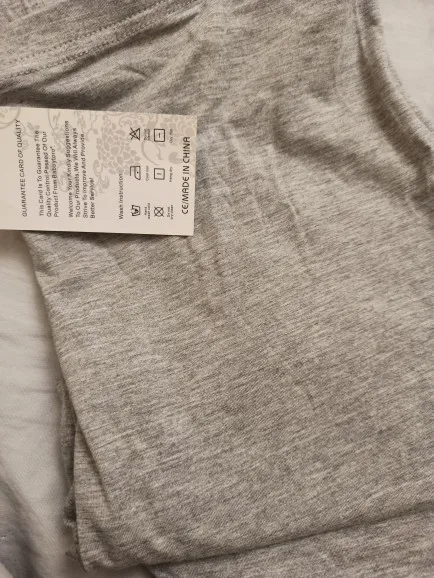 GUARANTEE CARD OF QUALITY
This Card Is To Guarantee The
Quality Control Passed Of Our
Product From
Welcome Your Kindly Suggestions
To Our Products.We Will Always
Strive To Improve And Provide
Better Service!
Wash Instruction:
CE/MADE IN CHINA